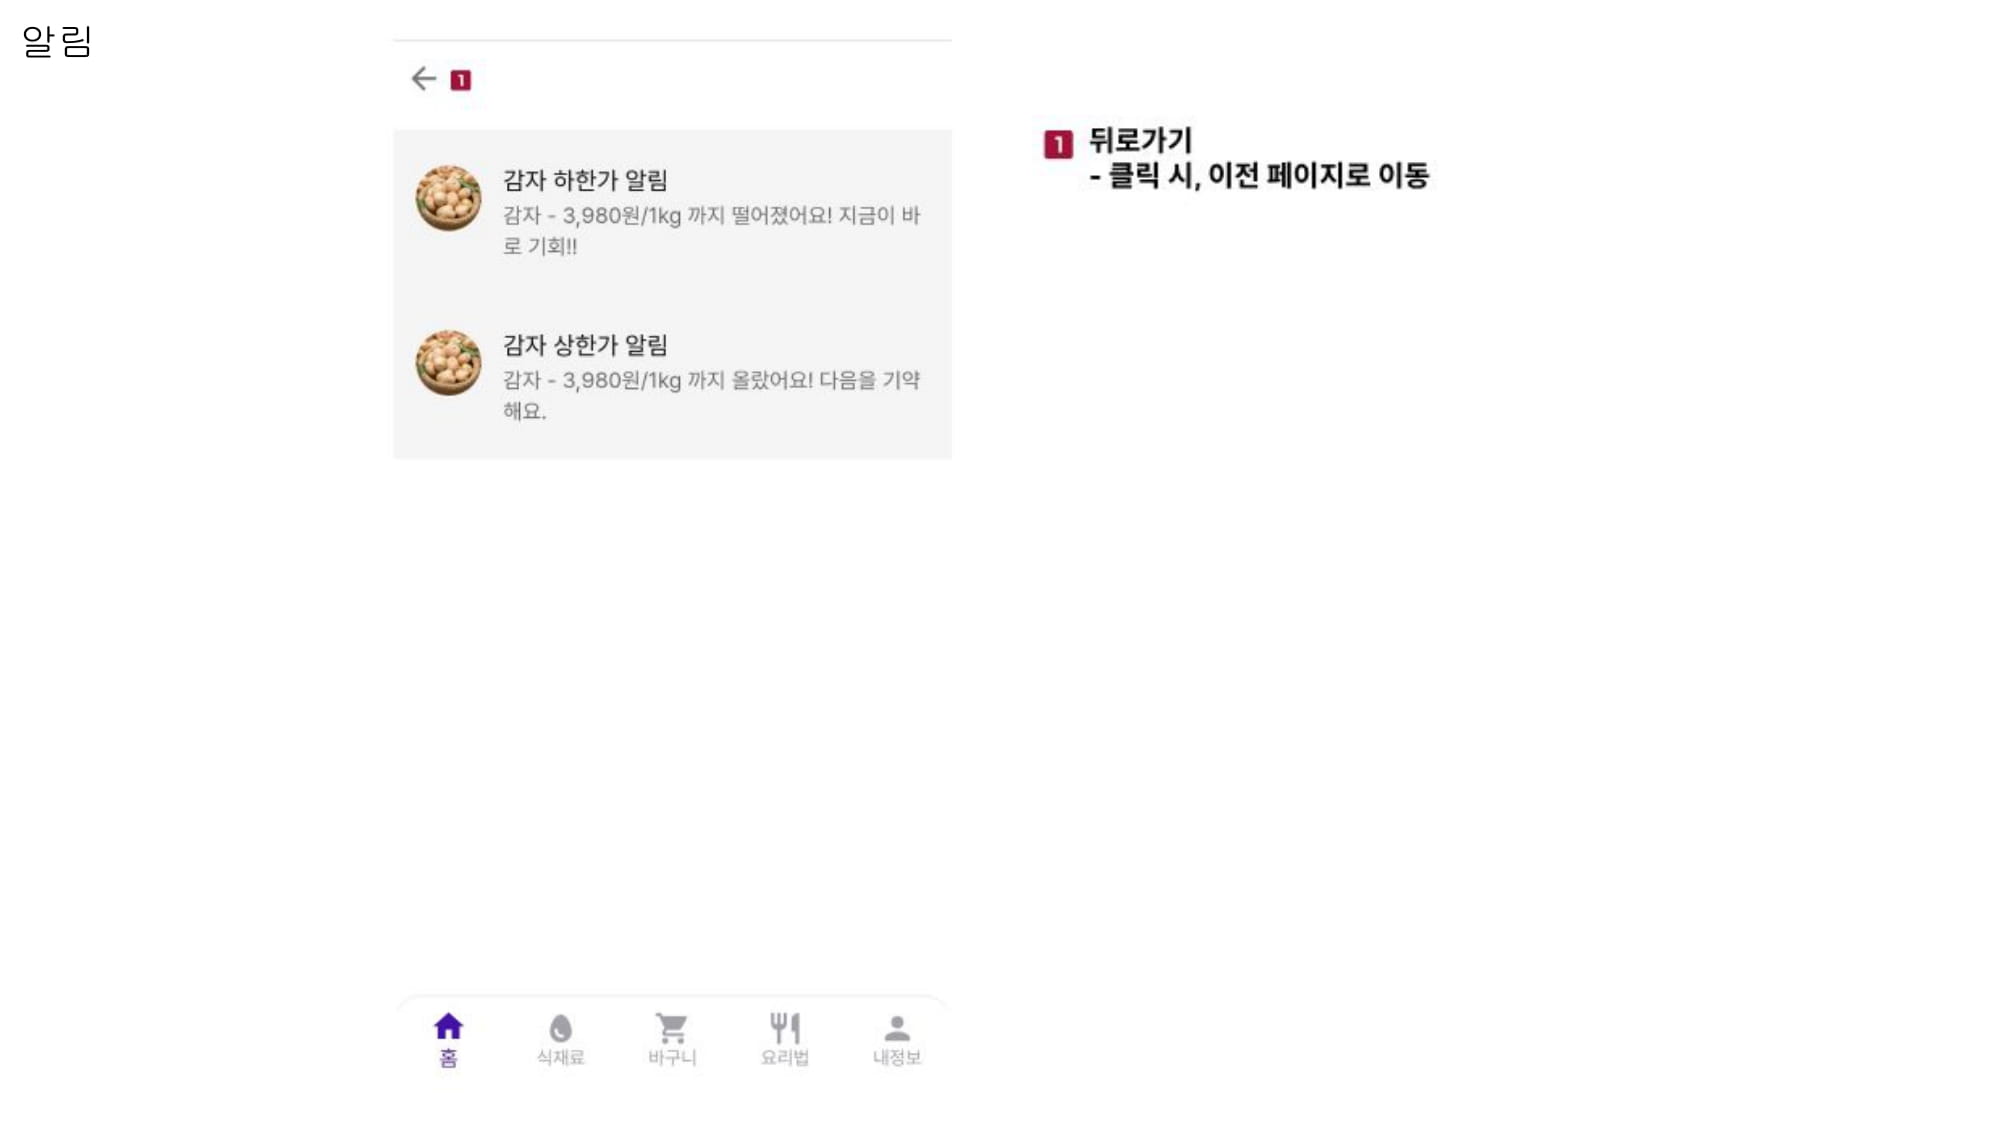 알림
1
감자 하한가 알림
감자 - 3,980원/1kg 까지 떨어졌어요! 지금이 바
로 기회!!
감자 상한가 알림
감자 - 3,980원/1kg 까지 올랐어요! 다음을 기약
해요.
홈
식재료
바구니
요리법
내정보
1 뒤로가기
- 클릭 시, 이전 페이지로 이동